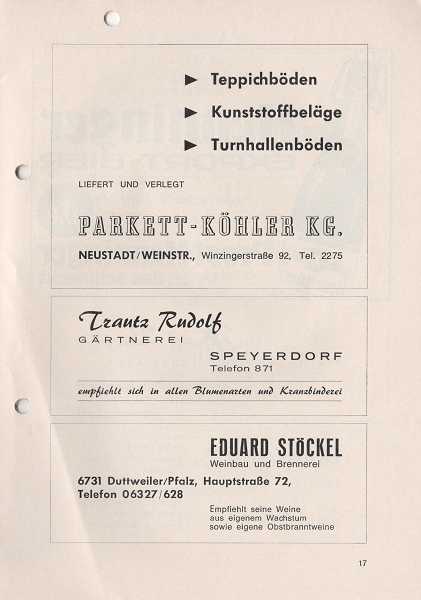 ► Teppichböden
► Kunststoffbeläge
► Turnhallenböden
LIEFERT UND VERLEGT
PARKETT-KÖHLER KG.
NEUSTADT/WEINSTR., Winzingerstraße 92, Tel. 2275
Trautz Rudolf
GÄRTNEREI
SPEYERDORF
Telefon 871
empfiehlt sich in allen Blumenarten und Kranzbinderei
EDUARD STÖCKEL
Weinbau und Brennerei
6731 Duttweiler/Pfalz, Hauptstraße 72,
Telefon 06327/628
Empfiehlt seine Weine
aus eigenem Wachstum
sowie eigene Obstbranntweine
17